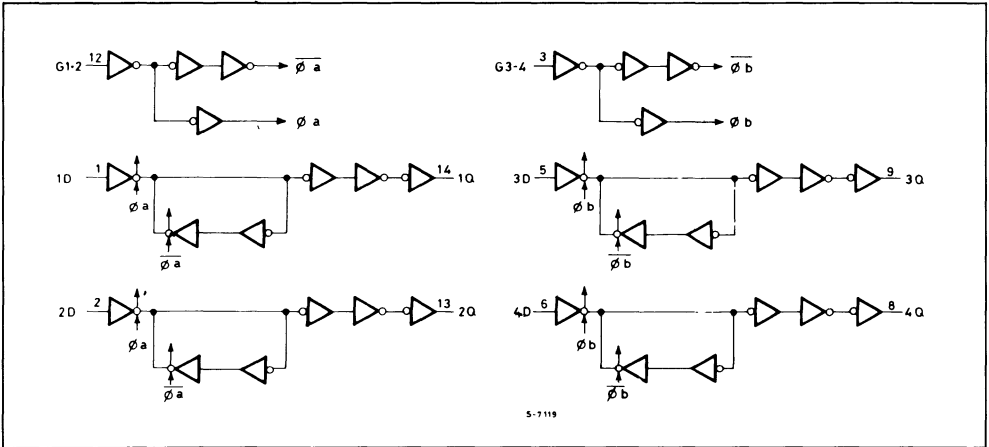 G1-2 12 ø̅ a̅
ø a
G3-4 3 ø̅ b̅
ø b
1D 1 14 1Q
ø a
ø̅ a̅
3D 5 9 3Q
ø b
ø̅ b̅
2D 2 13 2Q
ø a
ø̅ a̅
4D 6 8 4Q
ø b
ø̅ b̅
S-7119